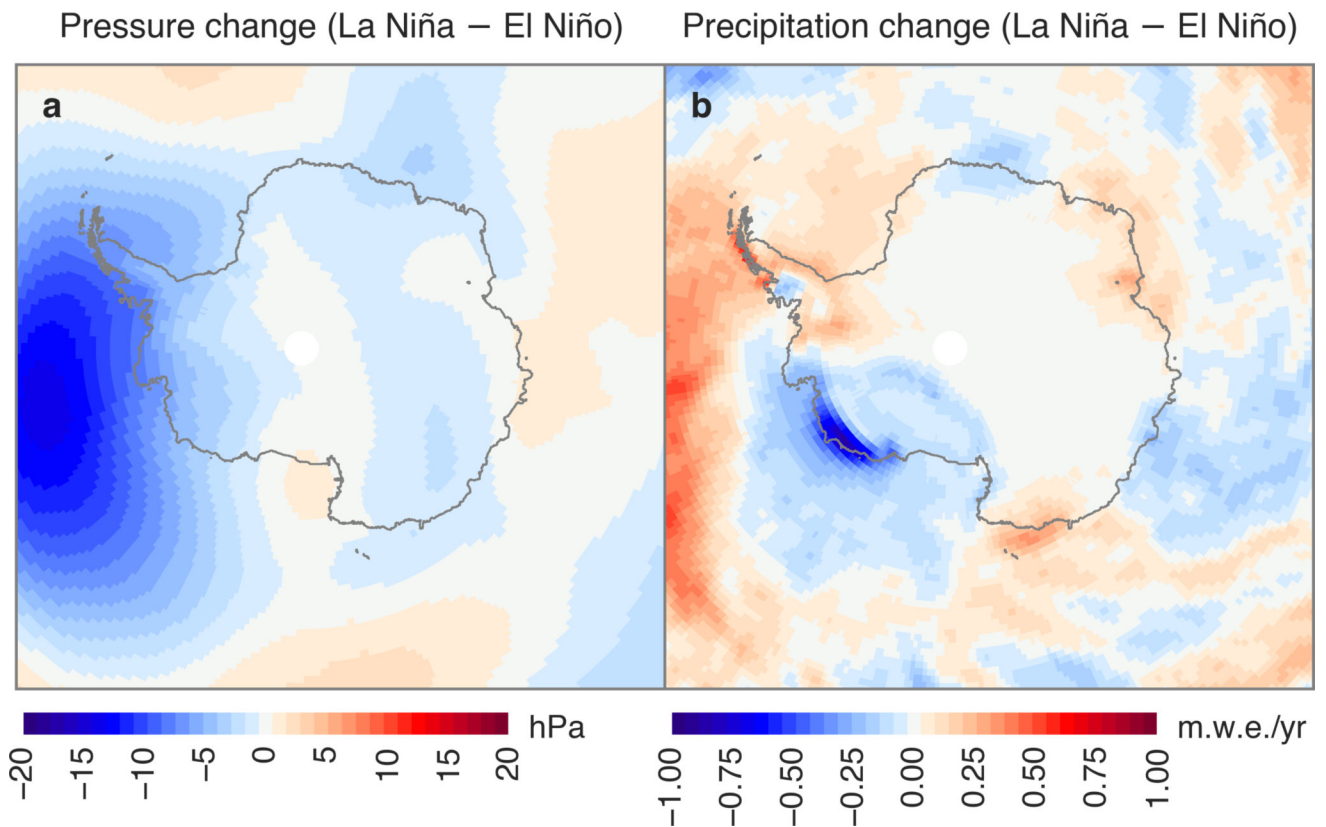 Pressure change (La Niña − El Niño)
Precipitation change (La Niña − El Niño)
a
b
−20 −15 −10 −5 0 5 10 15 20 hPa
−1.00 −0.75 −0.50 −0.25 0.00 0.25 0.50 0.75 1.00 m.w.e./yr